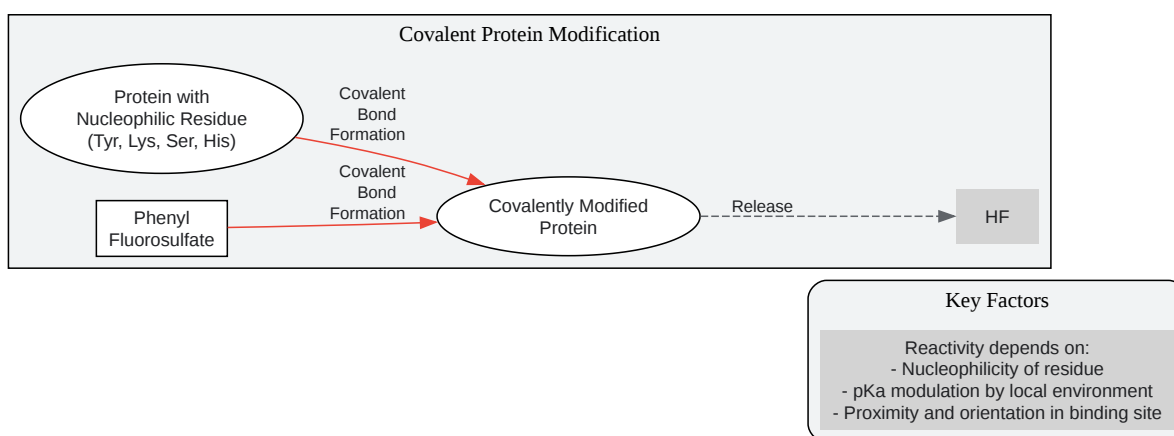 Covalent Protein Modification
Protein with
Nucleophilic Residue
(Tyr, Lys, Ser, His)
Covalent
Bond
Formation
Phenyl
Fluorosulfate
Covalent
Bond
Formation
Covalently Modified
Protein
Release
HF
Key Factors
Reactivity depends on:
- Nucleophilicity of residue
- pKa modulation by local environment
- Proximity and orientation in binding site